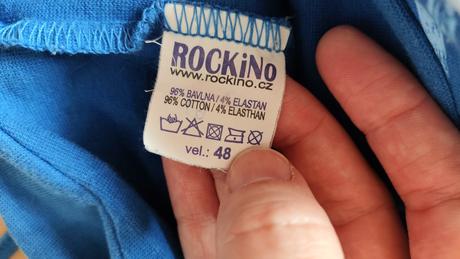 ROCKiNo
www.rockino.cz
96% BAVLNA / 4% ELASTAN
96% COTTON / 4% ELASTHAN
vel.: 48